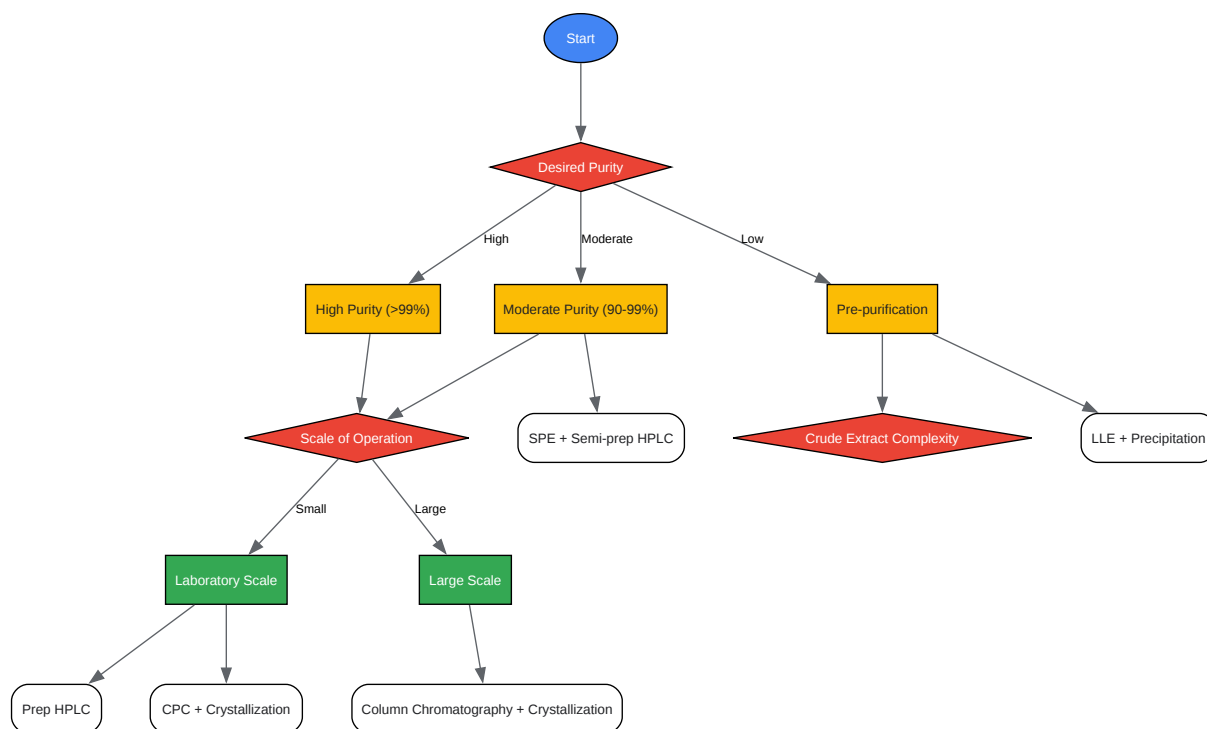 Start
Desired Purity
High
Moderate
Low
High Purity (>99%)
Moderate Purity (90-99%)
Pre-purification
Scale of Operation
SPE + Semi-prep HPLC
Crude Extract Complexity
LLE + Precipitation
Small
Large
Laboratory Scale
Large Scale
Prep HPLC
CPC + Crystallization
Column Chromatography + Crystallization